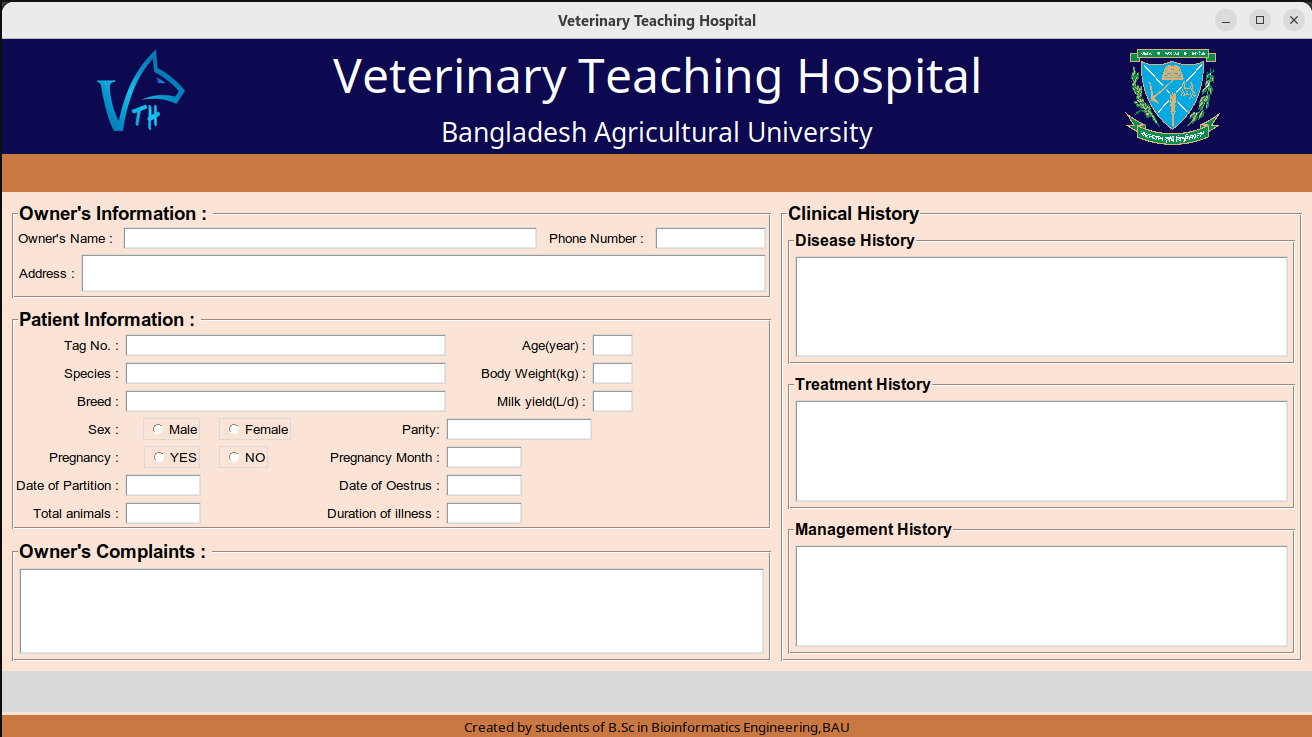 Veterinary Teaching Hospital
VTH
Veterinary Teaching Hospital
Bangladesh Agricultural University
Owner's Information :
Owner's Name :
Phone Number :
Address :
Patient Information :
Tag No. :
Age(year) :
Species :
Body Weight(kg) :
Breed :
Milk yield(L/d) :
Sex :
Male
Female
Parity:
Pregnancy :
YES
NO
Pregnancy Month :
Date of Partition :
Date of Oestrus :
Total animals :
Duration of illness :
Owner's Complaints :
Clinical History
Disease History
Treatment History
Management History
Created by students of B.Sc in Bioinformatics Engineering,BAU